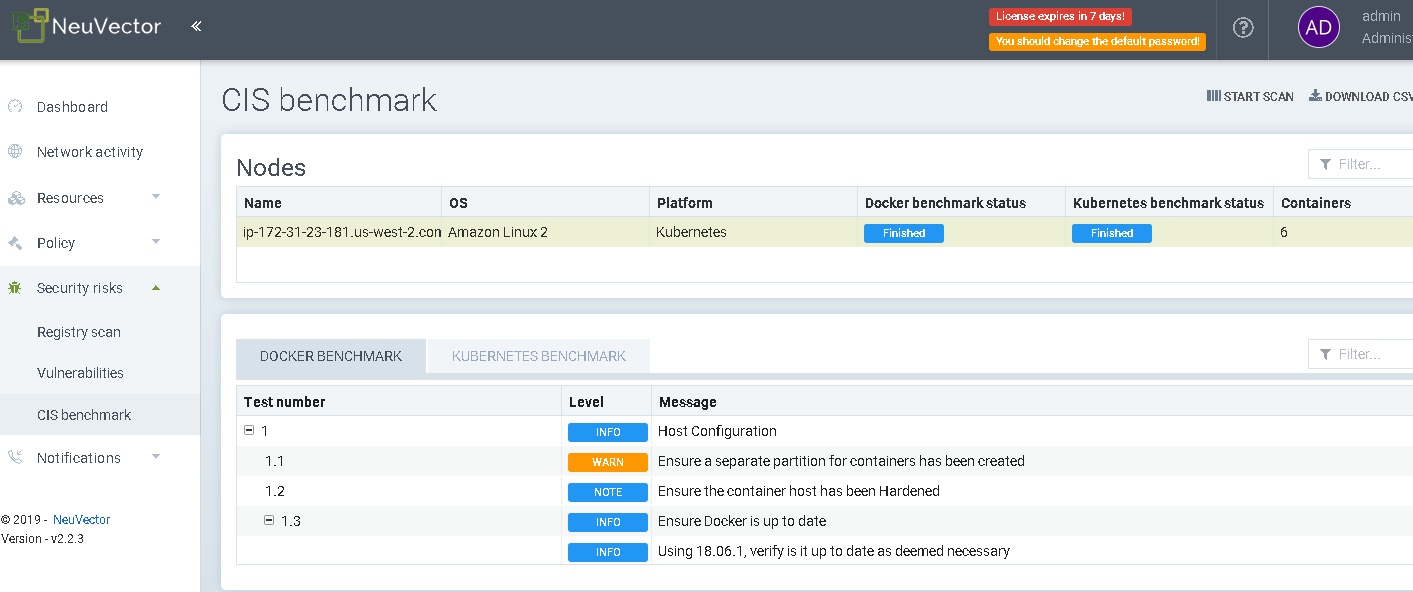 NeuVector
«
License expires in 7 days!
You should change the default password!
AD
admin
Adminis
Dashboard
Network activity
Resources
Policy
Security risks
Registry scan
Vulnerabilities
CIS benchmark
Notifications
© 2019 - NeuVector
Version - v2.2.3
CIS benchmark
START SCAN
DOWNLOAD CSV
Nodes
Filter...
Name OS Platform Docker benchmark status Kubernetes benchmark status Containers
ip-172-31-23-181.us-west-2.con Amazon Linux 2 Kubernetes Finished Finished 6
DOCKER BENCHMARK KUBERNETES BENCHMARK
Filter...
Test number Level Message
1 INFO Host Configuration
1.1 WARN Ensure a separate partition for containers has been created
1.2 NOTE Ensure the container host has been Hardened
1.3 INFO Ensure Docker is up to date
INFO Using 18.06.1, verify is it up to date as deemed necessary